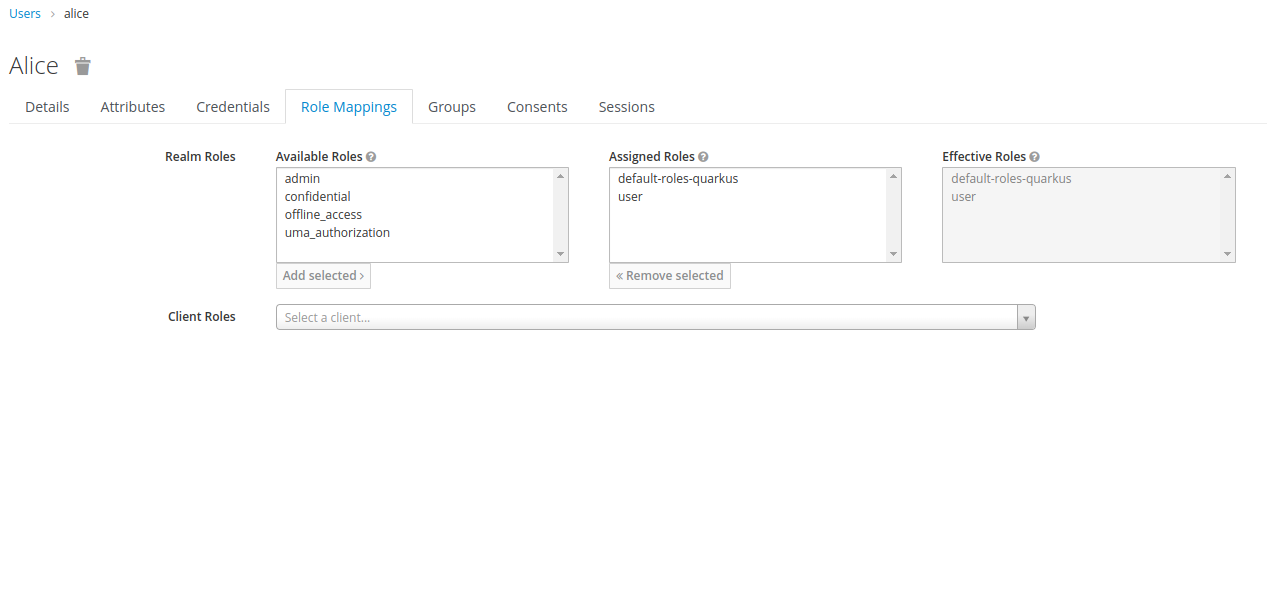 Users › alice
Alice
Details Attributes Credentials Role Mappings Groups Consents Sessions
Realm Roles Available Roles Assigned Roles Effective Roles
admin default-roles-quarkus default-roles-quarkus
confidential user user
offline_access
uma_authorization
Add selected › « Remove selected
Client Roles Select a client...